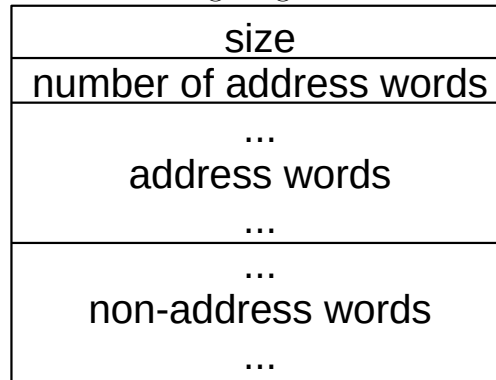 size
number of address words
...
address words
...
...
non-address words
...